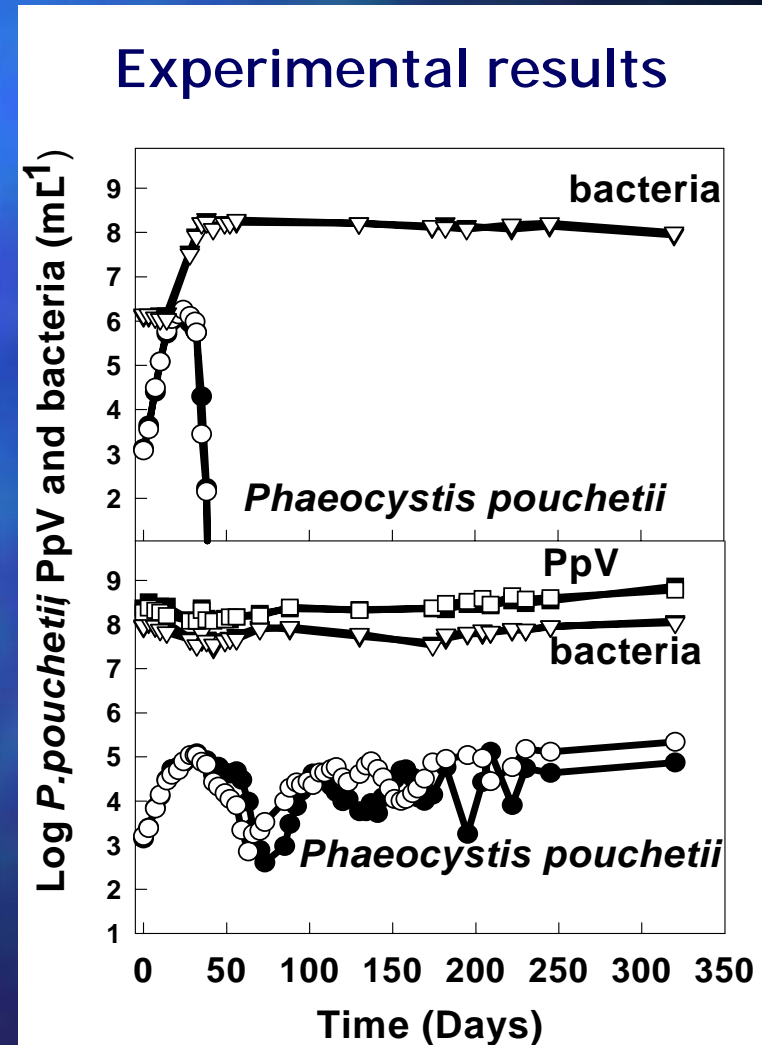 Experimental results
Log P.pouchetii, PpV and bacteria (mL-1)
9
8
7
6
5
4
3
2
bacteria
Phaeocystis pouchetii
9
8
7
6
5
4
3
2
1
PpV
bacteria
Phaeocystis pouchetii
0 50 100 150 200 250 300 350
Time (Days)